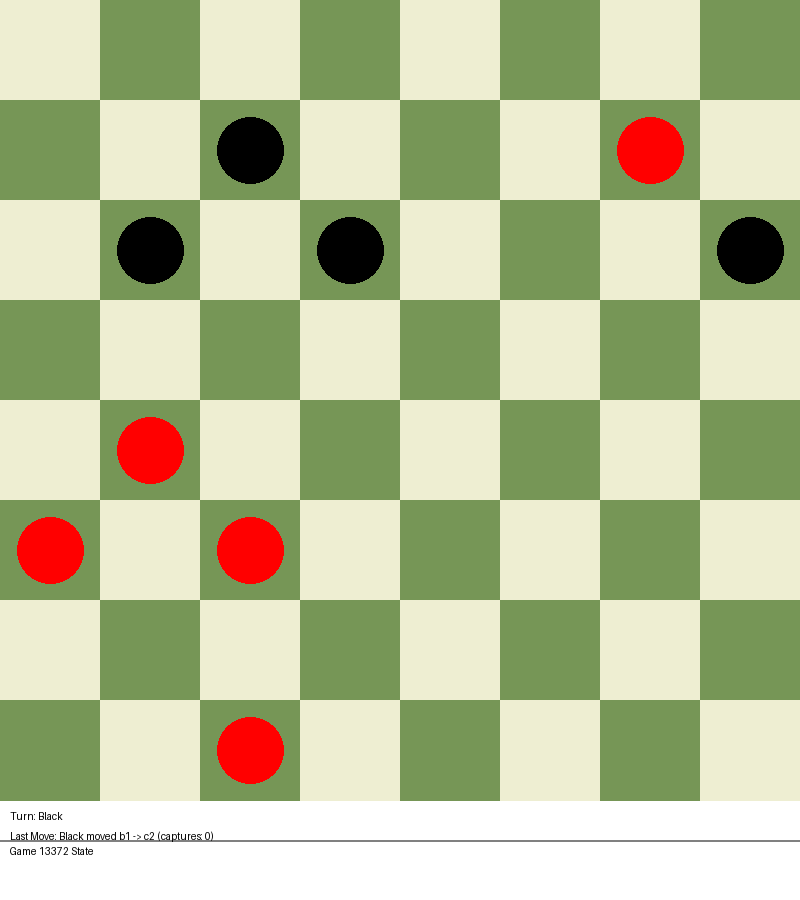 Turn: Black
Last Move: Black moved b1 -> c2 (captures: 0)
Game 13372 State